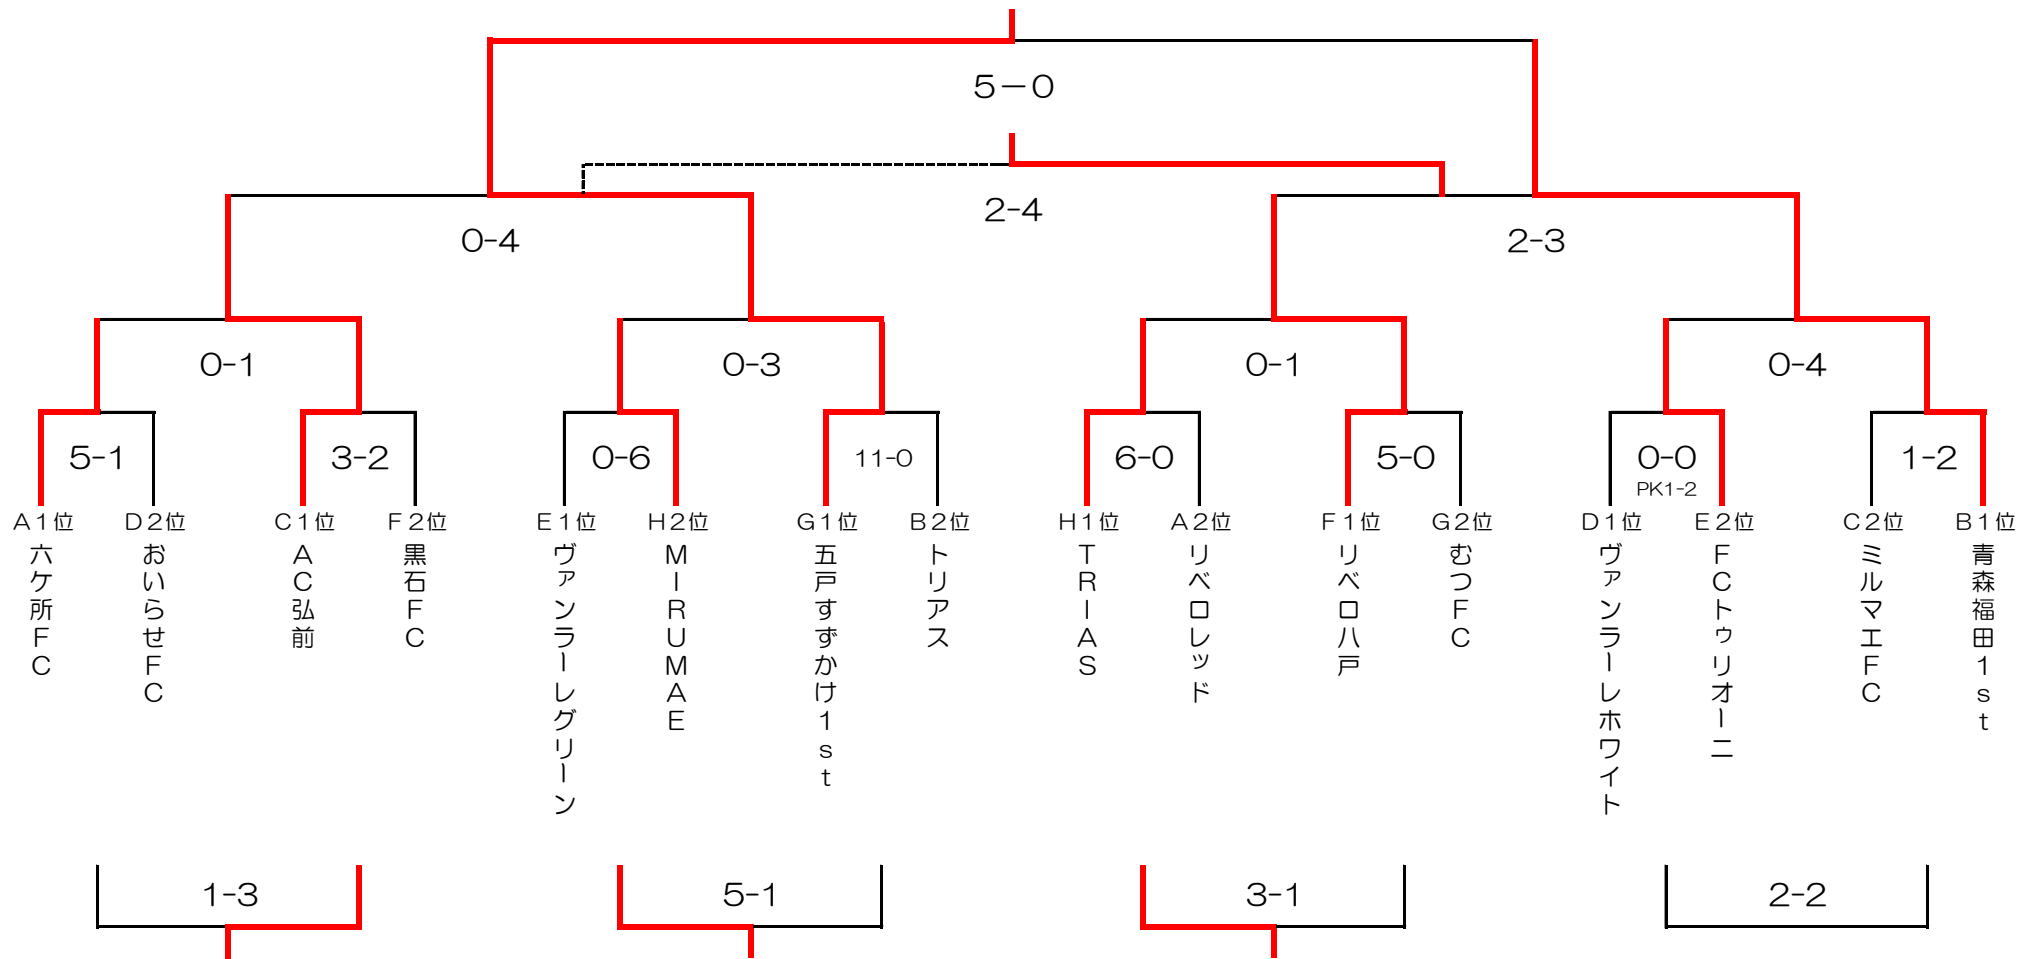 5－0
2-4
0-4
2-3
0-1
0-3
0-1
0-4
5-1
3-2
0-6
11-0
6-0
5-0
0-0
PK1-2
1-2
A1位
D2位
C1位
F2位
E1位
H2位
G1位
B2位
H1位
A2位
F1位
G2位
D1位
E2位
C2位
B1位
六ケ所FC
おいらせFC
AC弘前
黒石FC
ヴァンラーレグリーン
MIRUMAE
五戸すずかけ1st
トリアス
TRIAS
リベロレッド
リベロ八戸
むつFC
ヴァンラーレホワイト
FCトゥリオーニ
ミルマエFC
青森福田1st
1-3
5-1
3-1
2-2